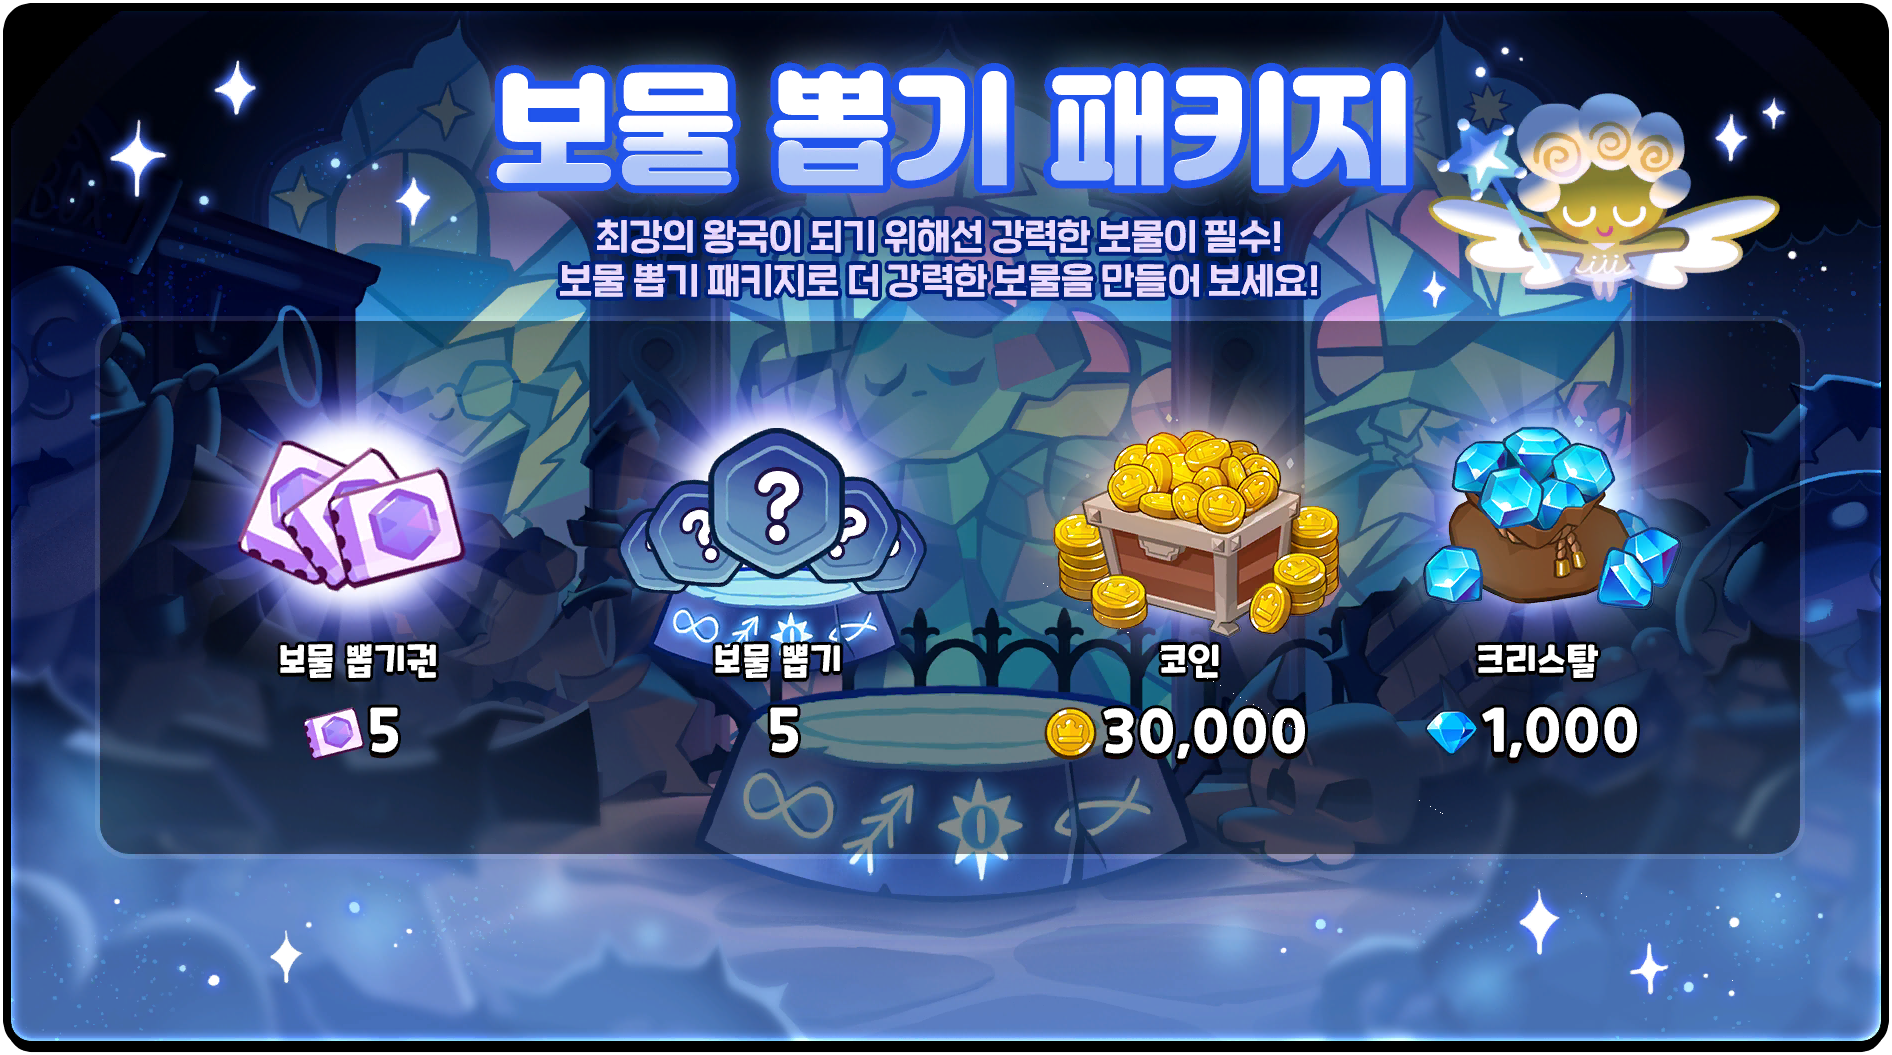 보물 뽑기 패키지
최강의 왕국이 되기 위해선 강력한 보물이 필수!
보물 뽑기 패키지로 더 강력한 보물을 만들어 보세요!
? ? ?
보물 뽑기권
보물 뽑기
코인
크리스탈
5
5
30,000
1,000